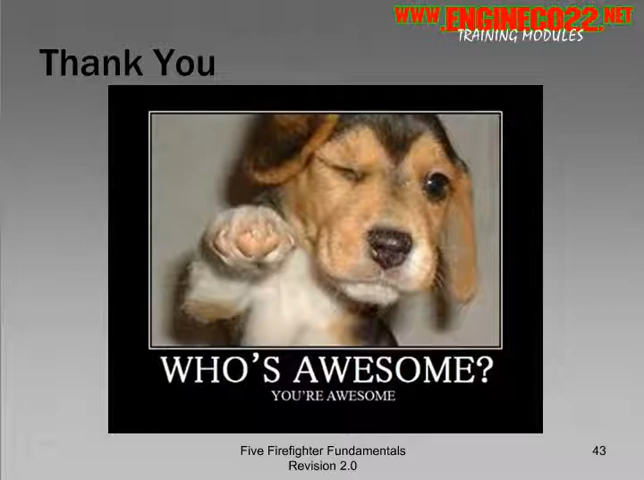 WWW.ENGINECO22.NET
TRAINING MODULES
Thank You
WHO'S AWESOME?
YOU'RE AWESOME
Five Firefighter Fundamentals
Revision 2.0
43